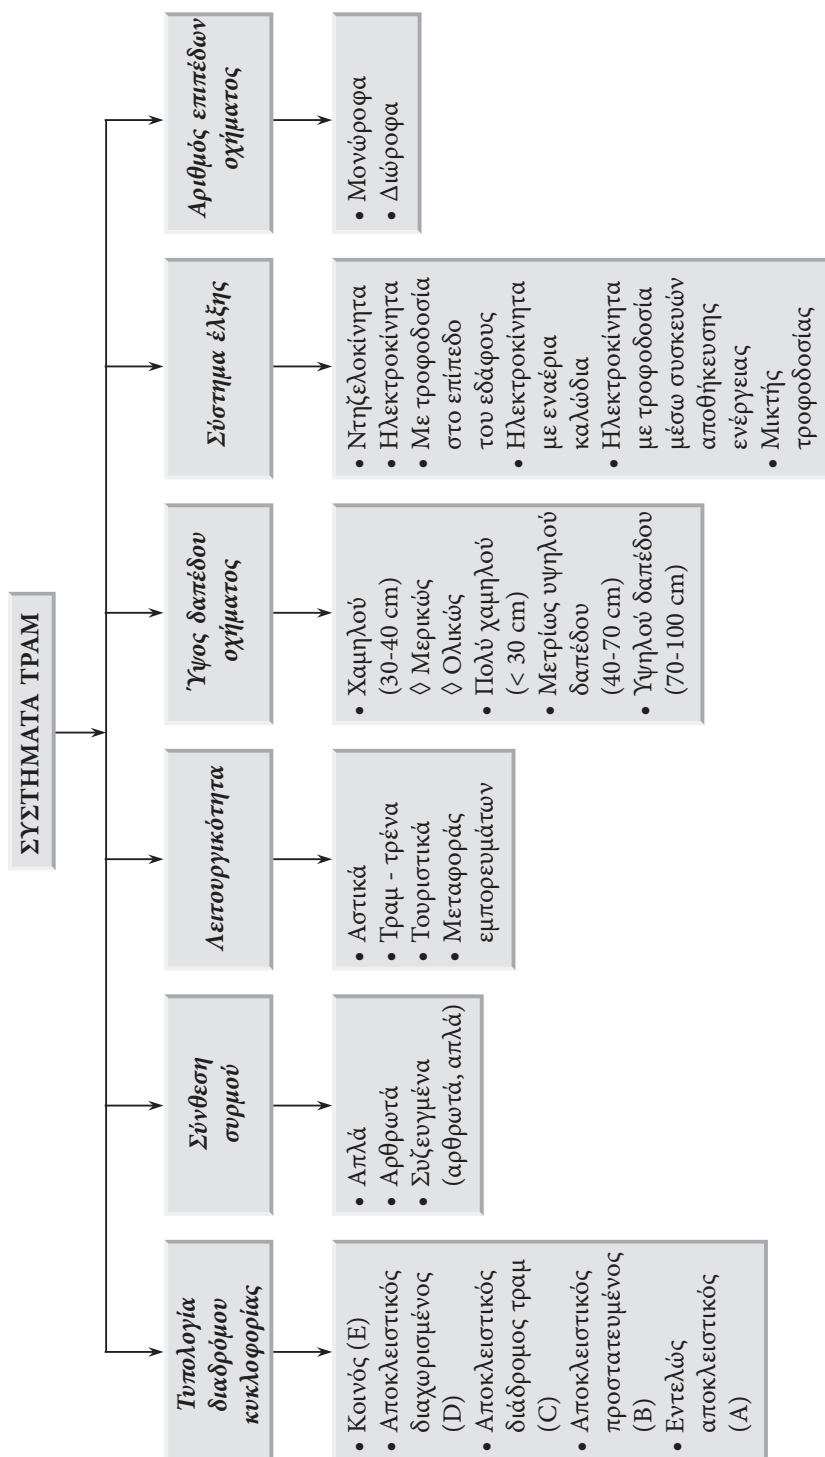 ΣΥΣΤΗΜΑΤΑ ΤΡΑΜ
Τυπολογία
διαδρόμου
κυκλοφορίας
• Κοινός (E)
• Αποκλειστικός
διαχωρισμένος
(D)
• Αποκλειστικός
διάδρομος τραμ
(C)
• Αποκλειστικός
προστατευμένος
(B)
• Εντελώς
αποκλειστικός
(A)
Σύνθεση
συρμού
• Απλά
• Αρθρωτά
• Συζευγμένα
(αρθρωτά, απλά)
Λειτουργικότητα
• Αστικά
• Τραμ - τρένα
• Τουριστικά
• Μεταφοράς
εμπορευμάτων
Ύψος δαπέδου
οχήματος
• Χαμηλού
(30-40 cm)
◊ Μερικώς
◊ Ολικώς
• Πολύ χαμηλού
(< 30 cm)
• Μετρίως υψηλού
δαπέδου
(40-70 cm)
• Υψηλού δαπέδου
(70-100 cm)
Σύστημα έλξης
• Ντηζελοκίνητα
• Ηλεκτροκίνητα
• Με τροφοδοσία
στο επίπεδο
του εδάφους
• Ηλεκτροκίνητα
με εναέρια
καλώδια
• Ηλεκτροκίνητα
με τροφοδοσία
μέσω συσκευών
αποθήκευσης
ενέργειας
• Μικτής
τροφοδοσίας
Αριθμός επιπέδων
οχήματος
• Μονώροφα
• Διώροφα